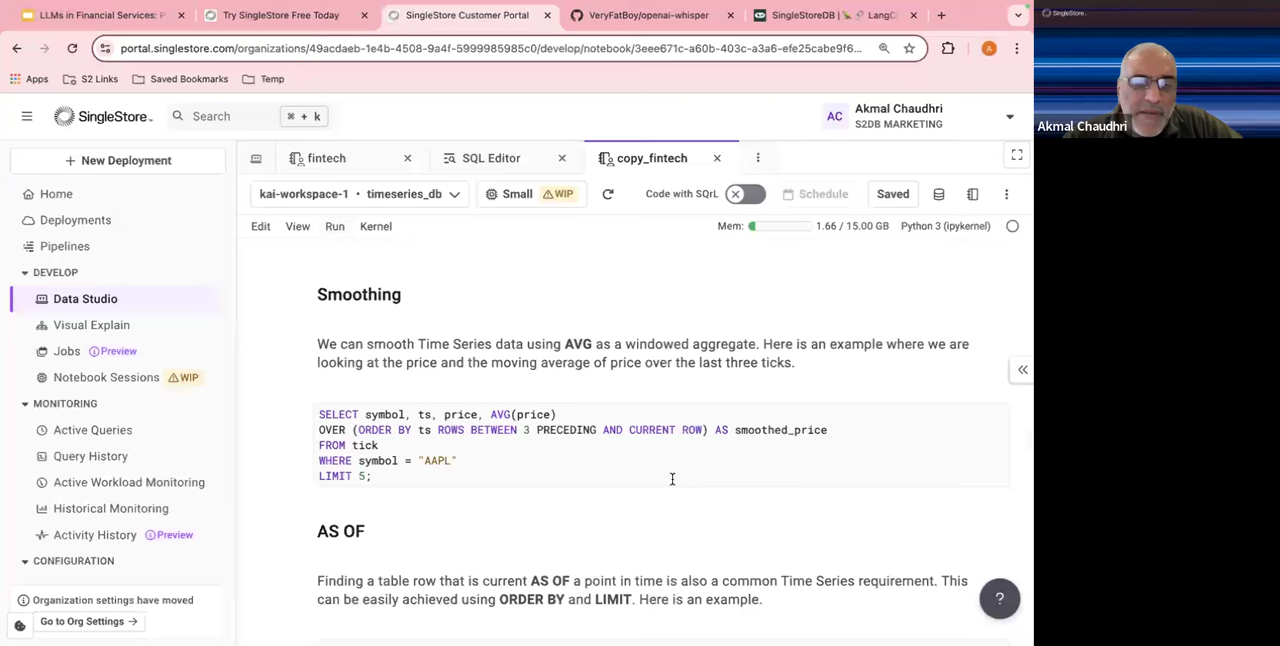 LLMs in Financial Services: P
Try SingleStore Free Today
SingleStore Customer Portal
VeryFatBoy/openai-whisper
SingleStoreDB | 🦜🔗 LangC
portal.singlestore.com/organizations/49acdaeb-1e4b-4508-9a4f-5999985985c0/develop/notebook/3eee671c-a60b-403c-a3a6-efe25cabe9f6...
Apps
S2 Links
Saved Bookmarks
Temp
SingleStore
Search
⌘ + k
AC
Akmal Chaudhri
S2DB MARKETING
+ New Deployment
Home
Deployments
Pipelines
DEVELOP
Data Studio
Visual Explain
Jobs Preview
Notebook Sessions WIP
MONITORING
Active Queries
Query History
Active Workload Monitoring
Historical Monitoring
Activity History Preview
CONFIGURATION
Organization settings have moved
Go to Org Settings →
fintech
SQL Editor
copy_fintech
kai-workspace-1 • timeseries_db
Small WIP
Code with SQrL
Schedule
Saved
Edit View Run Kernel
Mem: 1.66 / 15.00 GB
Python 3 (ipykernel)
Smoothing
We can smooth Time Series data using AVG as a windowed aggregate. Here is an example where we are
looking at the price and the moving average of price over the last three ticks.
SELECT symbol, ts, price, AVG(price)
OVER (ORDER BY ts ROWS BETWEEN 3 PRECEDING AND CURRENT ROW) AS smoothed_price
FROM tick
WHERE symbol = "AAPL"
LIMIT 5;
AS OF
Finding a table row that is current AS OF a point in time is also a common Time Series requirement. This
can be easily achieved using ORDER BY and LIMIT. Here is an example.
?
SingleStore
Akmal Chaudhri
A